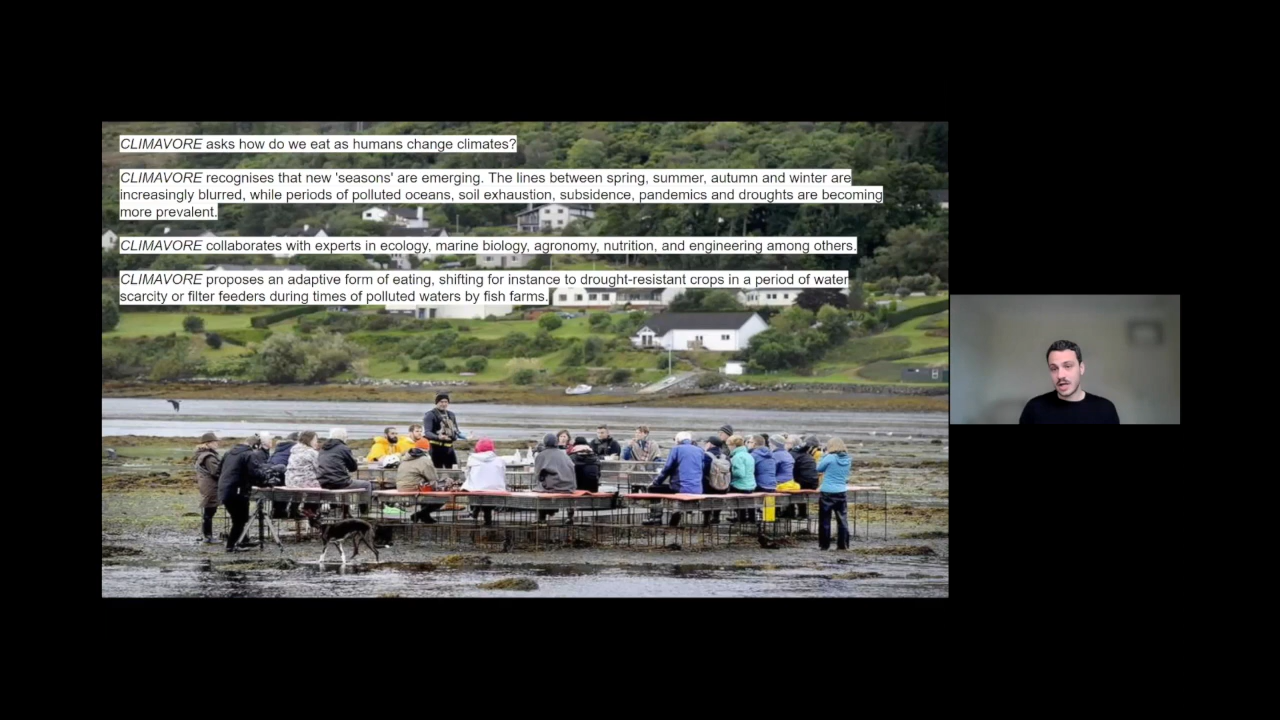 CLIMAVORE asks how do we eat as humans change climates?
CLIMAVORE recognises that new 'seasons' are emerging. The lines between spring, summer, autumn and winter are
increasingly blurred, while periods of polluted oceans, soil exhaustion, subsidence, pandemics and droughts are becoming
more prevalent.
CLIMAVORE collaborates with experts in ecology, marine biology, agronomy, nutrition, and engineering among others.
CLIMAVORE proposes an adaptive form of eating, shifting for instance to drought-resistant crops in a period of water
scarcity or filter feeders during times of polluted waters by fish farms.